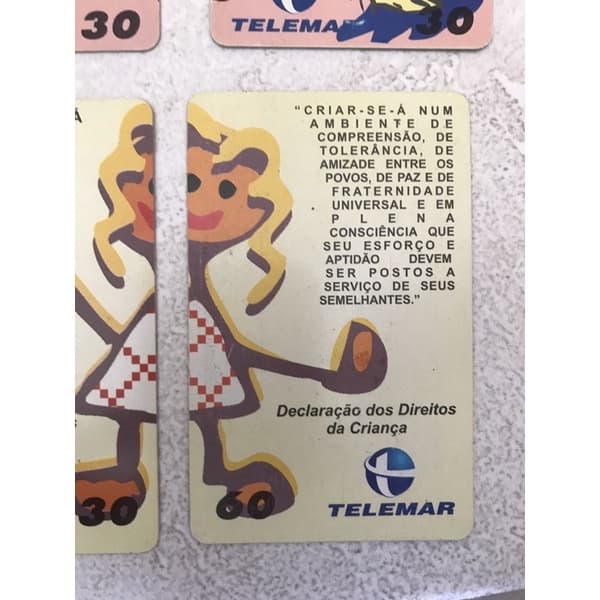 30
TELEMAR
30
Á
"CRIAR-SE-Á NUM
AMBIENTE DE
COMPREENSÃO, DE
TOLERÂNCIA, DE
AMIZADE ENTRE OS
POVOS, DE PAZ E DE
FRATERNIDADE
UNIVERSAL E EM
PLENA
CONSCIÊNCIA QUE
SEU ESFORÇO E
APTIDÃO DEVEM
SER POSTOS A
SERVIÇO DE SEUS
SEMELHANTES."
Declaração dos Direitos
da Criança
30
60
TELEMAR